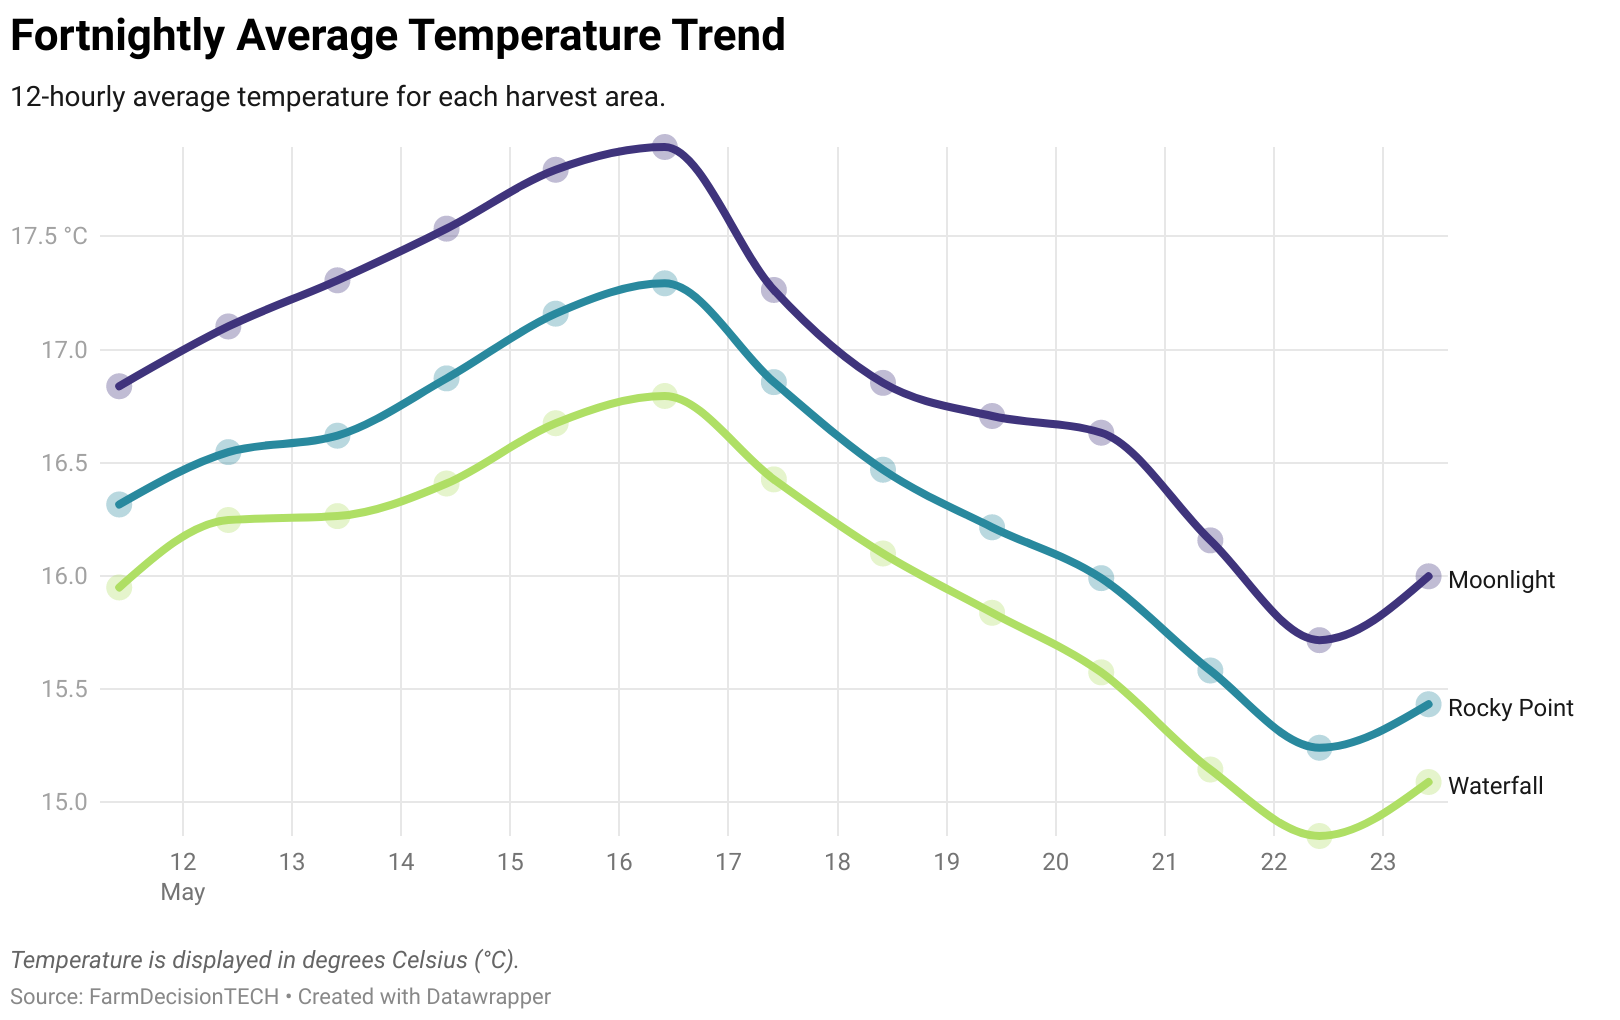 Fortnightly Average Temperature Trend
12-hourly average temperature for each harvest area.
17.5 °C
17.0
16.5
16.0
15.5
15.0
Moonlight
Rocky Point
Waterfall
12 13 14 15 16 17 18 19 20 21 22 23
May
Temperature is displayed in degrees Celsius (°C).
Source: FarmDecisionTECH • Created with Datawrapper